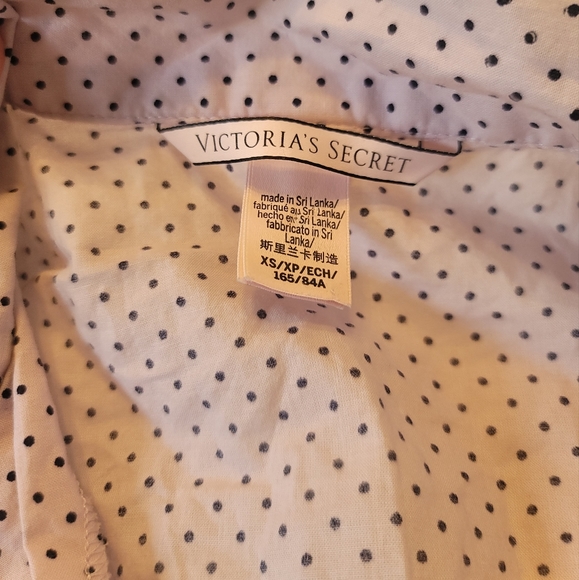 VICTORIA'S SECRET
made in Sri Lanka/
fabriqué au Sri Lanka/
hecho en Sri Lanka/
fabbricato in Sri
Lanka/
斯里兰卡制造
XS/XP/ECH/
165/84A